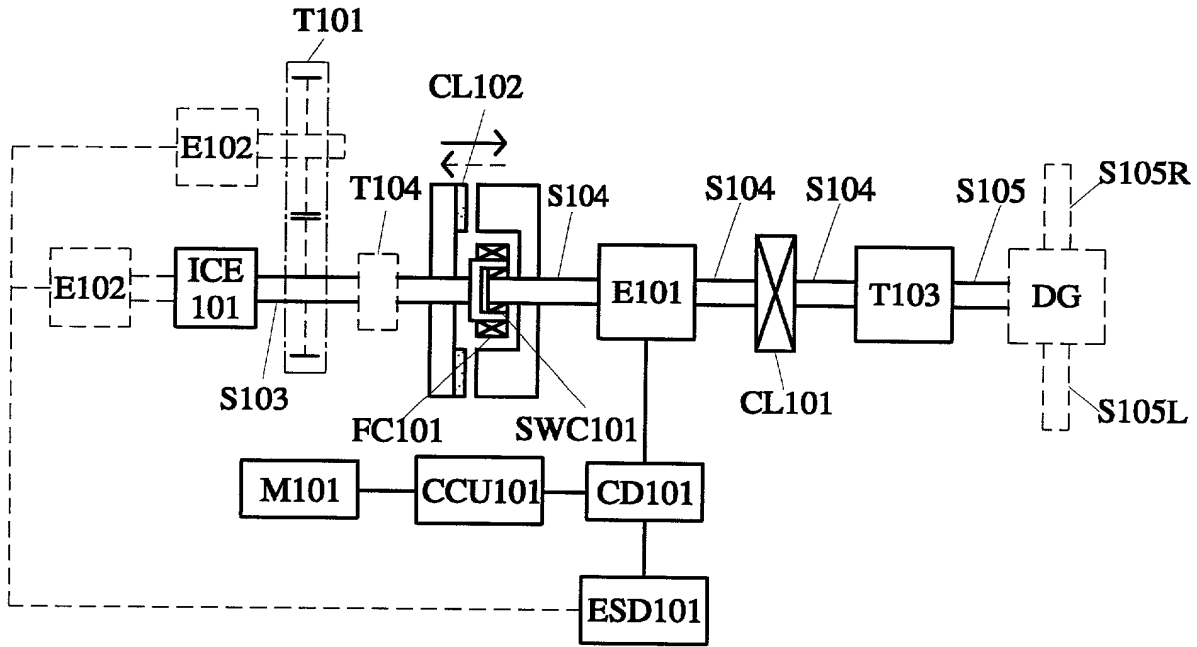 T101
CL102
E102
T104
S104
S104
S104
S105
S105R
E102
ICE
101
E101
T103
DG
S103
FC101
SWC101
CL101
S105L
M101
CCU101
CD101
ESD101